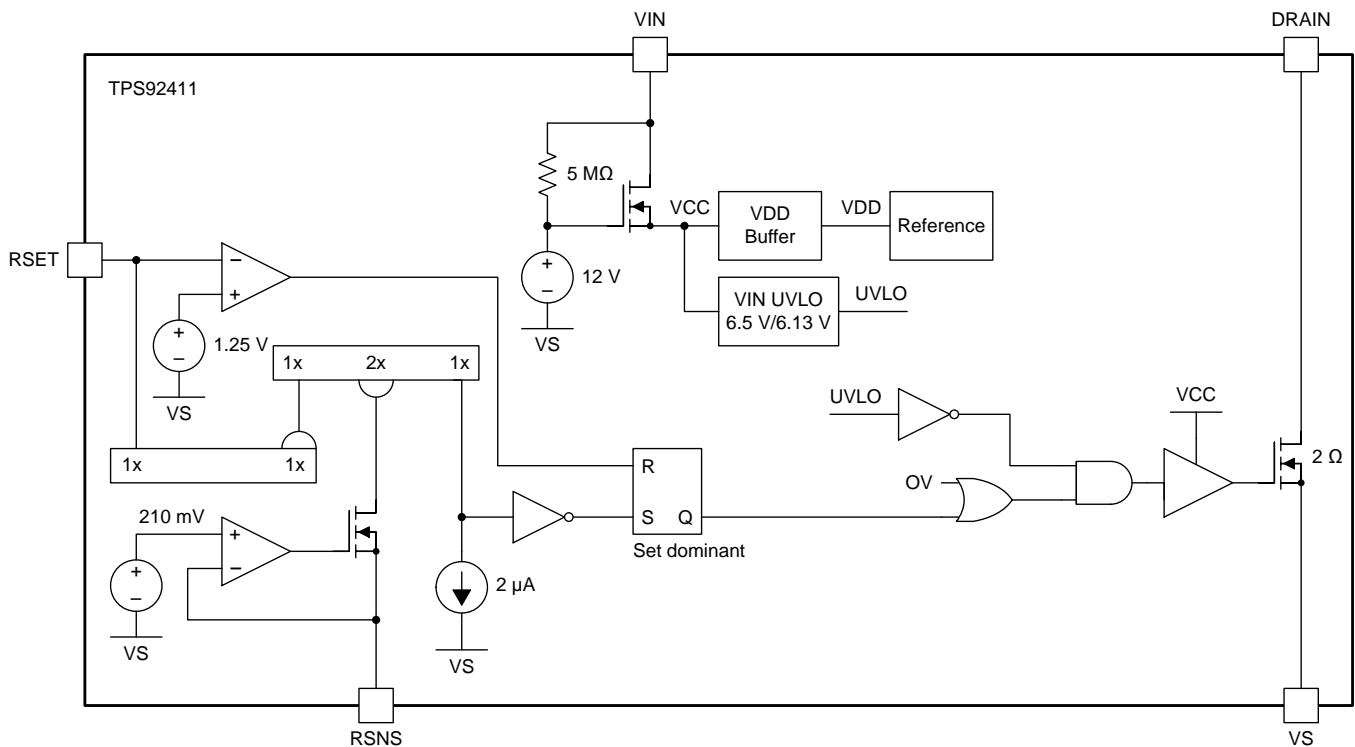 VIN
DRAIN
TPS92411
5 MΩ
VCC
VDD
Buffer
VDD
Reference
RSET
−
+
+
−
1.25 V
VS
+
−
12 V
VS
VIN UVLO
6.5 V/6.13 V
UVLO
1x
2x
1x
1x
1x
UVLO
VCC
2 Ω
OV
R
S
Q
Set dominant
210 mV
+
−
+
−
VS
2 µA
VS
RSNS
VS